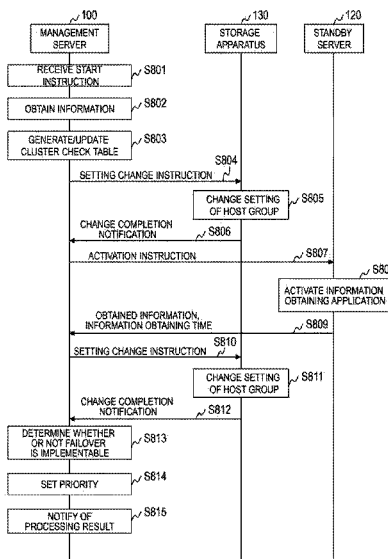 100
130
120
MANAGEMENT
SERVER
STORAGE
APPARATUS
STANDBY
SERVER
RECEIVE START
INSTRUCTION
S801
OBTAIN INFORMATION
S802
GENERATE/UPDATE
CLUSTER CHECK TABLE
S803
S804
SETTING CHANGE INSTRUCTION
CHANGE SETTING
OF HOST GROUP
S805
CHANGE COMPLETION
NOTIFICATION
S806
S807
ACTIVATION INSTRUCTION
ACTIVATE INFORMATION
OBTAINING APPLICATION
OBTAINED INFORMATION,
INFORMATION OBTAINING TIME
S809
S810
SETTING CHANGE INSTRUCTION
CHANGE SETTING
OF HOST GROUP
S811
CHANGE COMPLETION
NOTIFICATION
S812
DETERMINE WHETHER
OR NOT FAILOVER
IS IMPLEMENTABLE
S813
SET PRIORITY
S814
NOTIFY OF
PROCESSING RESULT
S815